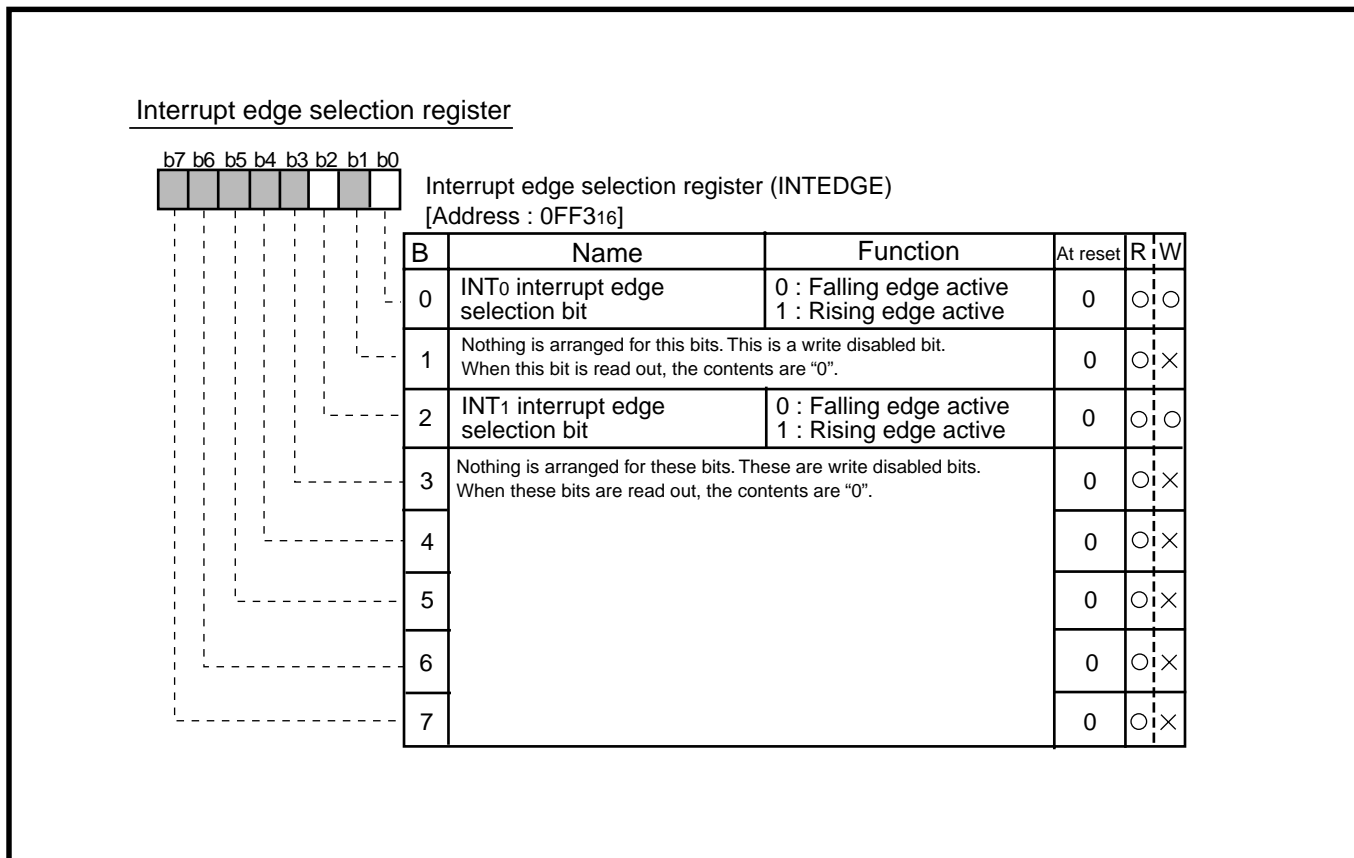 Interrupt edge selection register
b7 b6 b5 b4 b3 b2 b1 b0
Interrupt edge selection register (INTEDGE)
[Address : 0FF316]
B Name Function At reset R W
0 INT0 interrupt edge selection bit 0 : Falling edge active 1 : Rising edge active 0 ○ ○
1 Nothing is arranged for this bits. This is a write disabled bit.
When this bit is read out, the contents are “0”. 0 ○ ×
2 INT1 interrupt edge selection bit 0 : Falling edge active 1 : Rising edge active 0 ○ ○
3 Nothing is arranged for these bits. These are write disabled bits.
When these bits are read out, the contents are “0”. 0 ○ ×
4 0 ○ ×
5 0 ○ ×
6 0 ○ ×
7 0 ○ ×